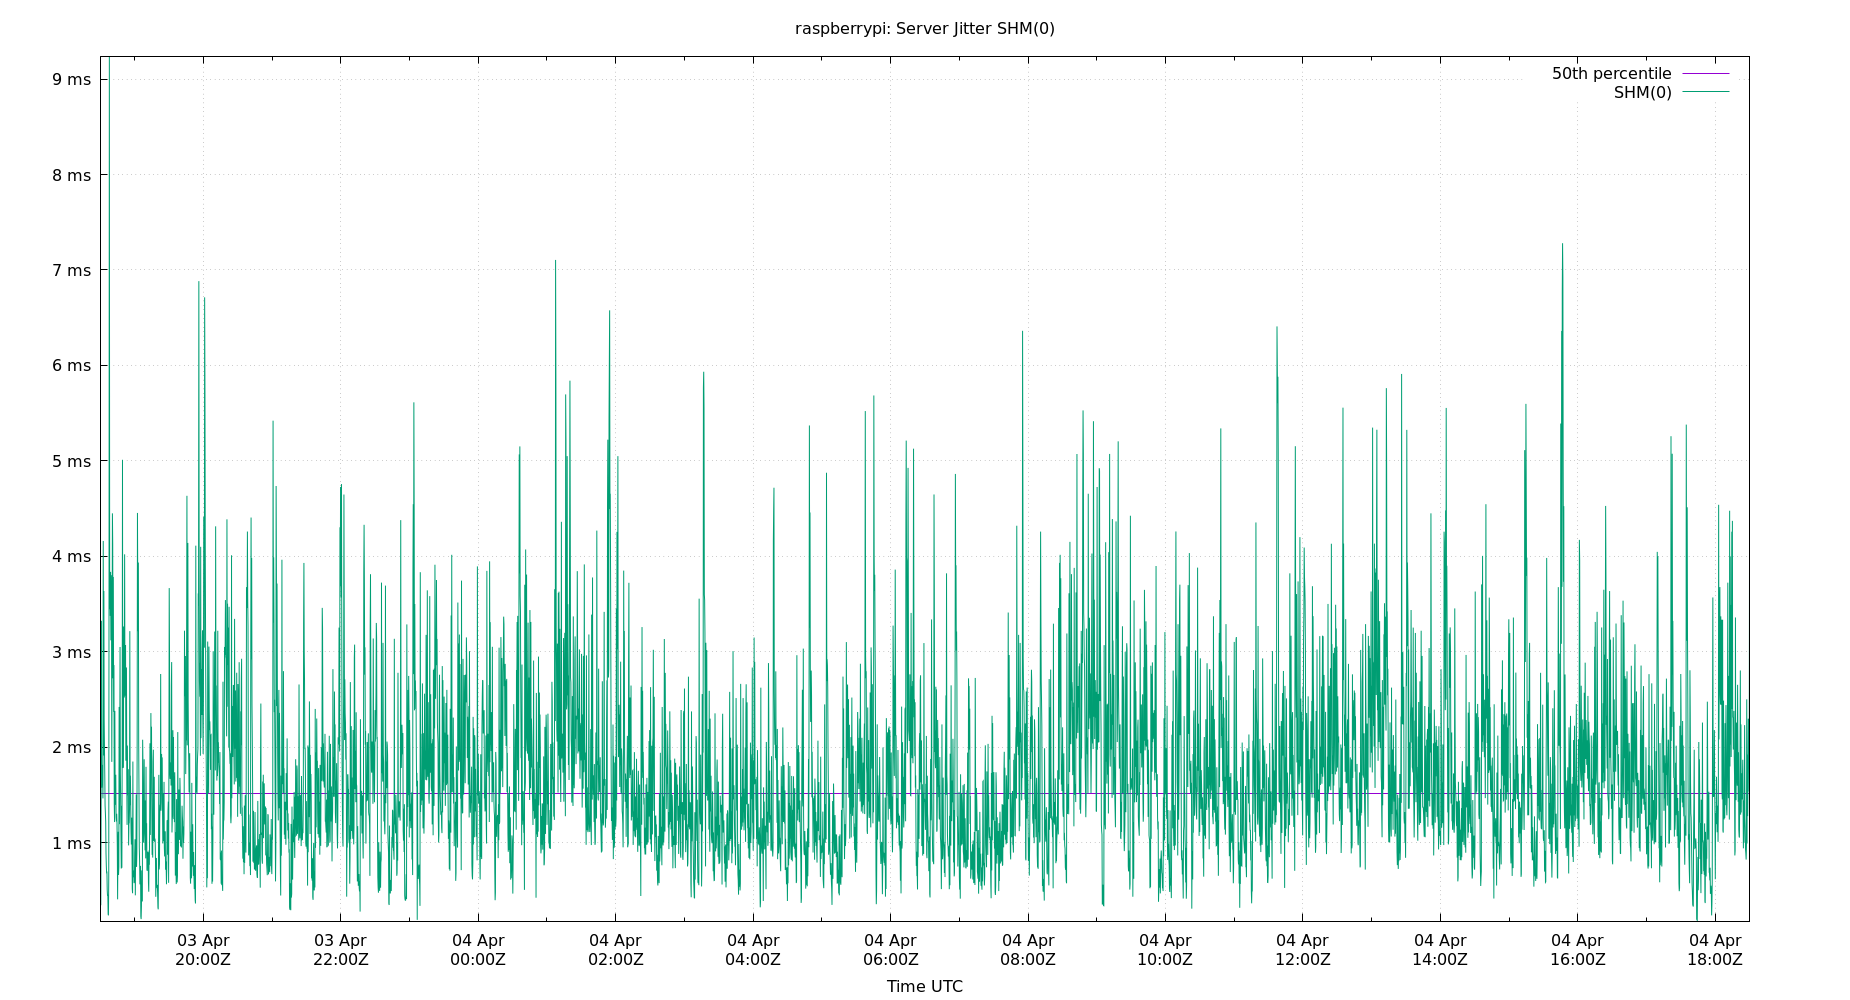 raspberrypi: Server Jitter SHM(0)
50th percentile
SHM(0)
9 ms
8 ms
7 ms
6 ms
5 ms
4 ms
3 ms
2 ms
1 ms
03 Apr 03 Apr 04 Apr 04 Apr 04 Apr 04 Apr 04 Apr 04 Apr 04 Apr 04 Apr 04 Apr 04 Apr
20:00Z 22:00Z 00:00Z 02:00Z 04:00Z 06:00Z 08:00Z 10:00Z 12:00Z 14:00Z 16:00Z 18:00Z
Time UTC